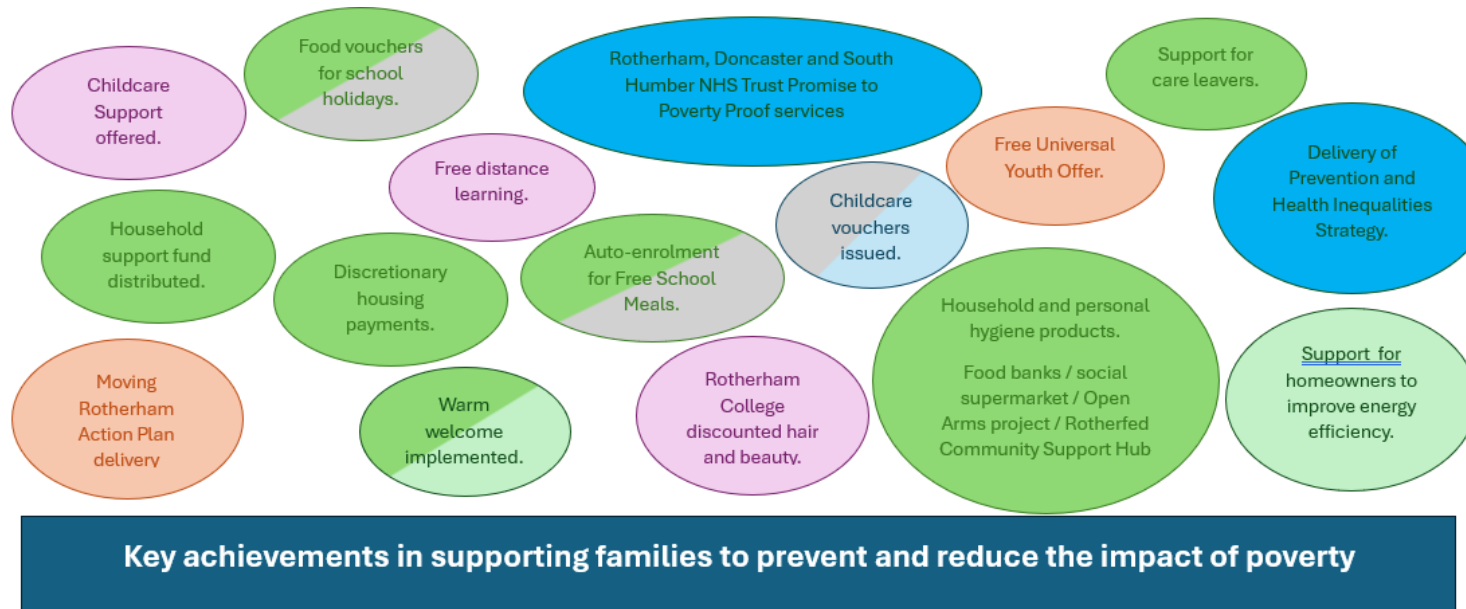 Childcare
Support
offered.
Food vouchers
for school
holidays.
Rotherham, Doncaster and South
Humber NHS Trust Promise to
Poverty Proof services
Support for
care leavers.
Free distance
learning.
Childcare
vouchers
issued.
Free Universal
Youth Offer.
Delivery of
Prevention and
Health Inequalities
Strategy.
Household
support fund
distributed.
Discretionary
housing
payments.
Auto-enrolment
for Free School
Meals.
Household and personal
hygiene products.
Food banks / social
supermarket / Open
Arms project / Rotherfed
Community Support Hub
Support for
homeowners to
improve energy
efficiency.
Moving
Rotherham
Action Plan
delivery
Warm
welcome
implemented.
Rotherham
College
discounted hair
and beauty.
Key achievements in supporting families to prevent and reduce the impact of poverty